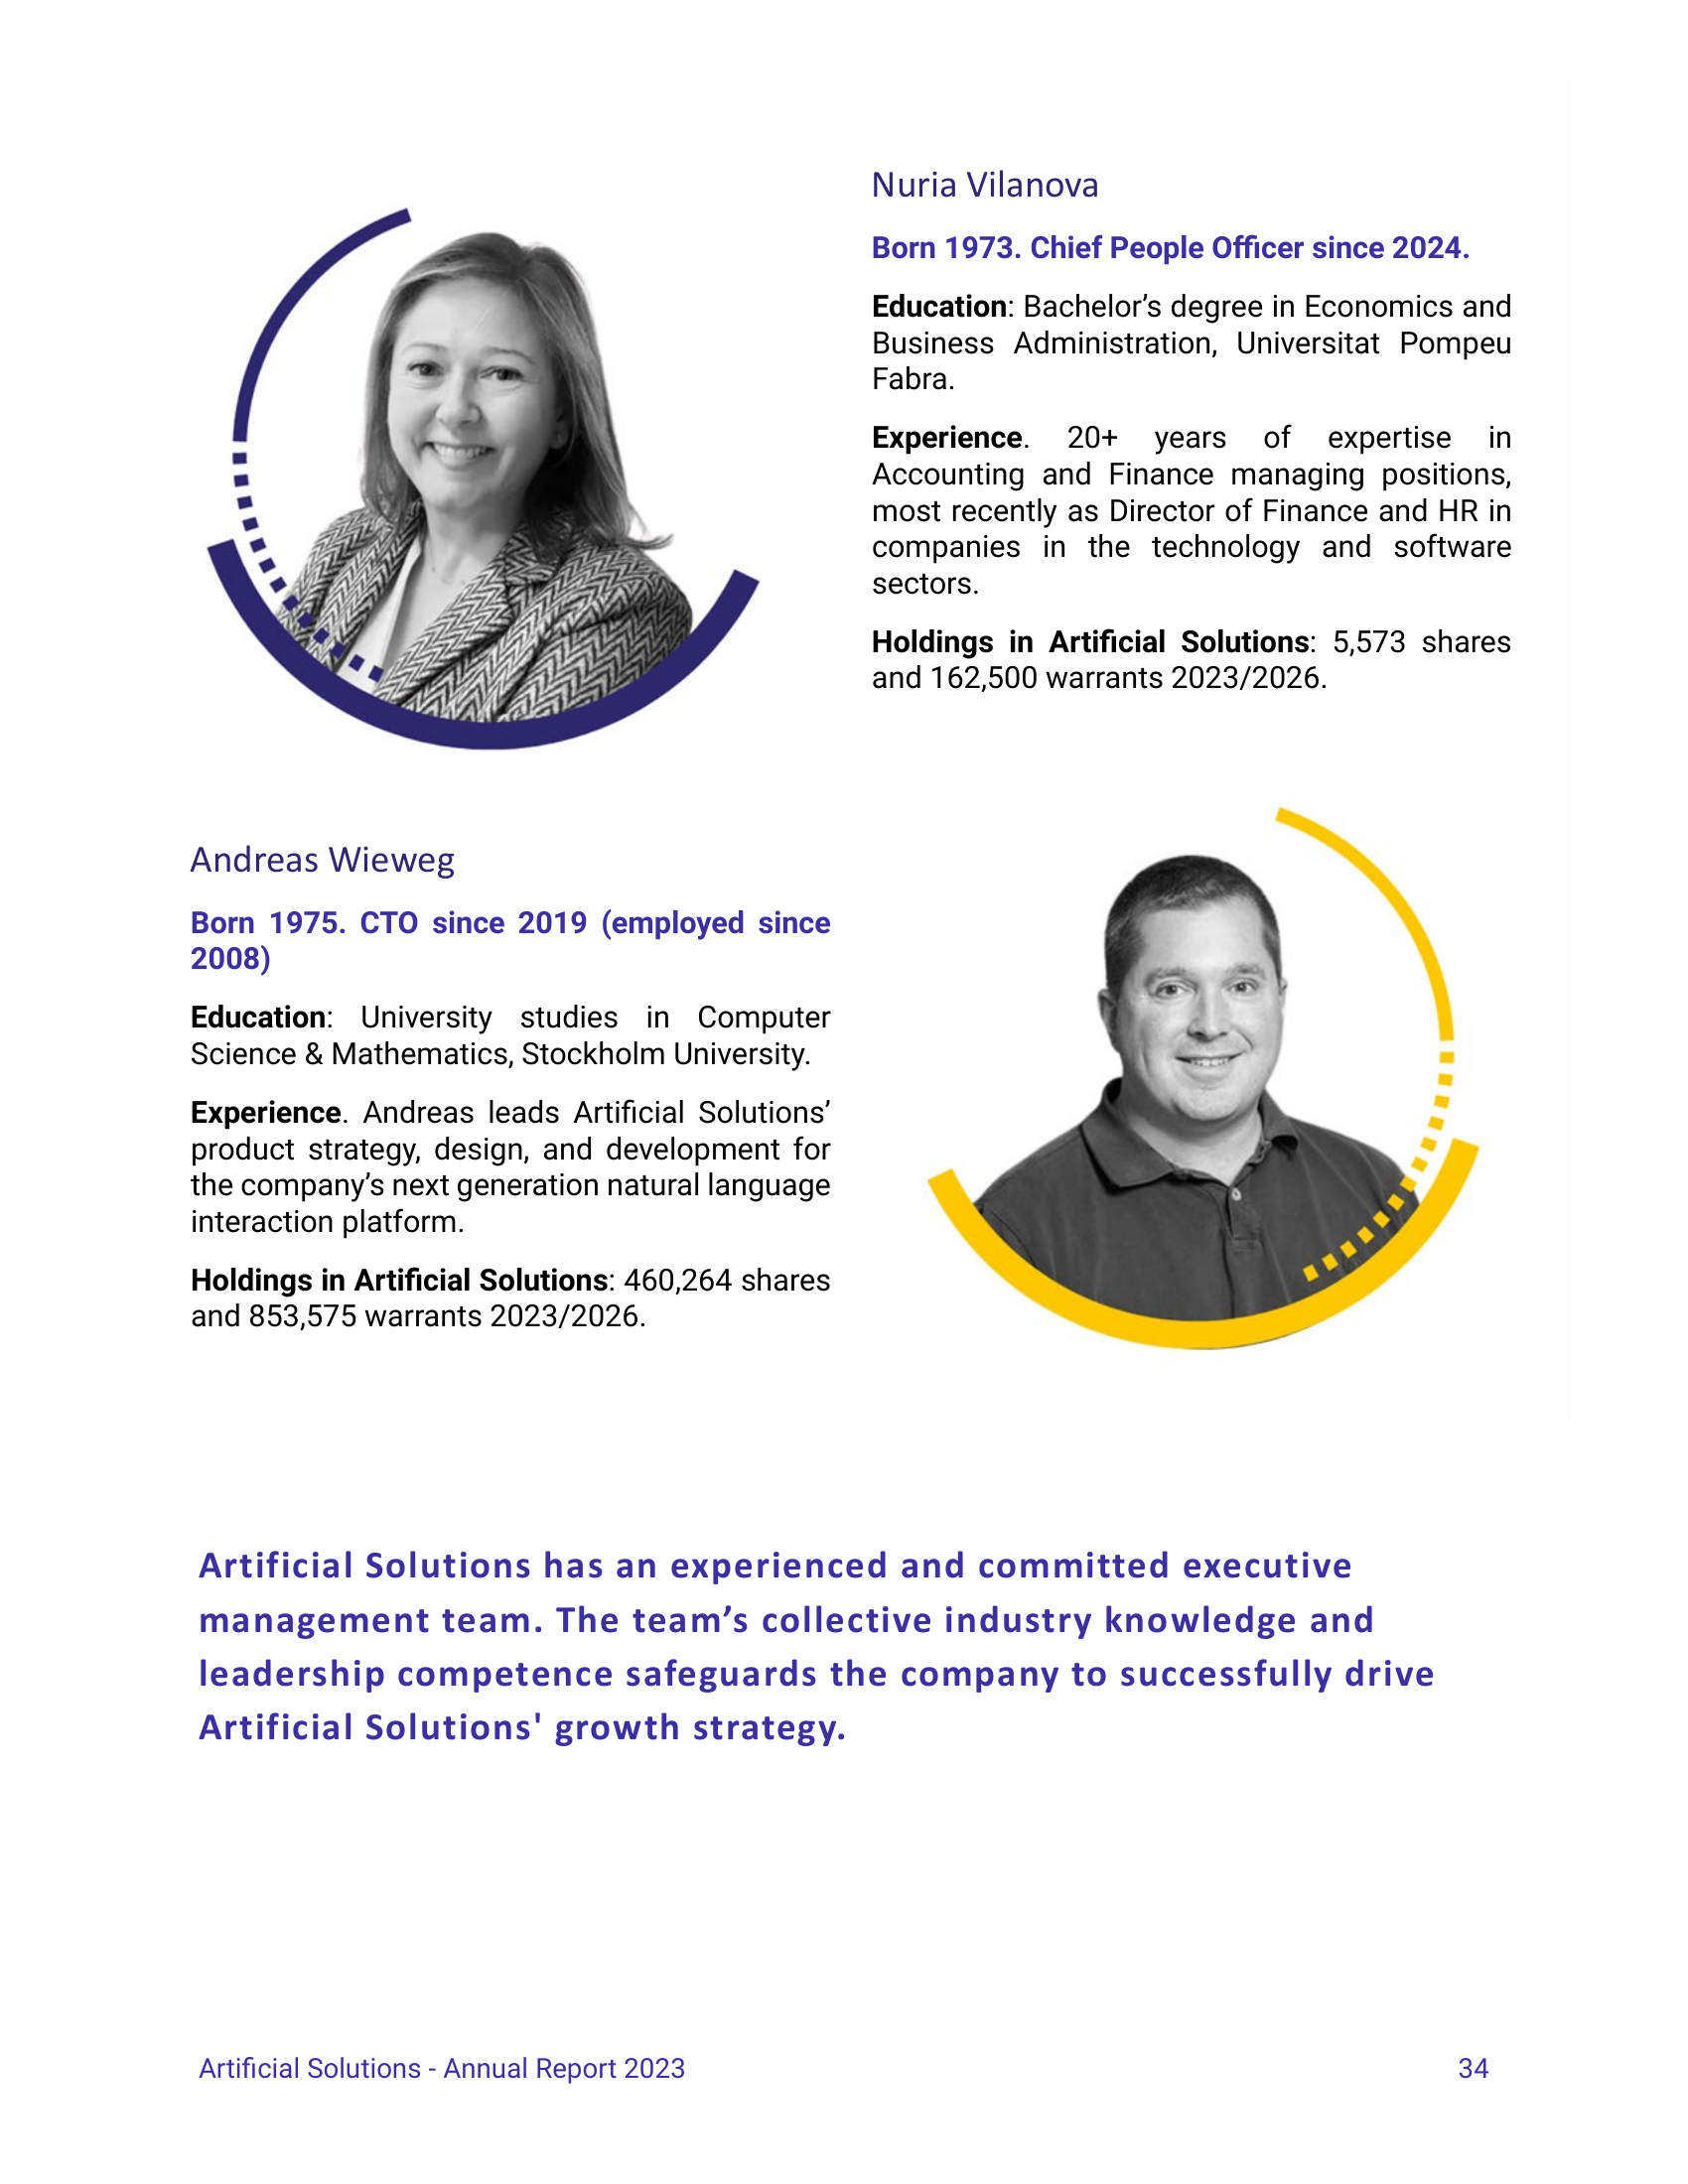 Nuria Vilanova
Born 1973. Chief People Officer since 2024.
Education: Bachelor’s degree in Economics and
Business Administration, Universitat Pompeu
Fabra.
Experience. 20+ years of expertise in
Accounting and Finance managing positions,
most recently as Director of Finance and HR in
companies in the technology and software
sectors.
Holdings in Artificial Solutions: 5,573 shares
and 162,500 warrants 2023/2026.
Andreas Wieweg
Born 1975. CTO since 2019 (employed since
2008)
Education: University studies in Computer
Science & Mathematics, Stockholm University.
Experience. Andreas leads Artificial Solutions’
product strategy, design, and development for
the company’s next generation natural language
interaction platform.
Holdings in Artificial Solutions: 460,264 shares
and 853,575 warrants 2023/2026.
Artificial Solutions has an experienced and committed executive
management team. The team’s collective industry knowledge and
leadership competence safeguards the company to successfully drive
Artificial Solutions' growth strategy.
Artificial Solutions - Annual Report 2023
34